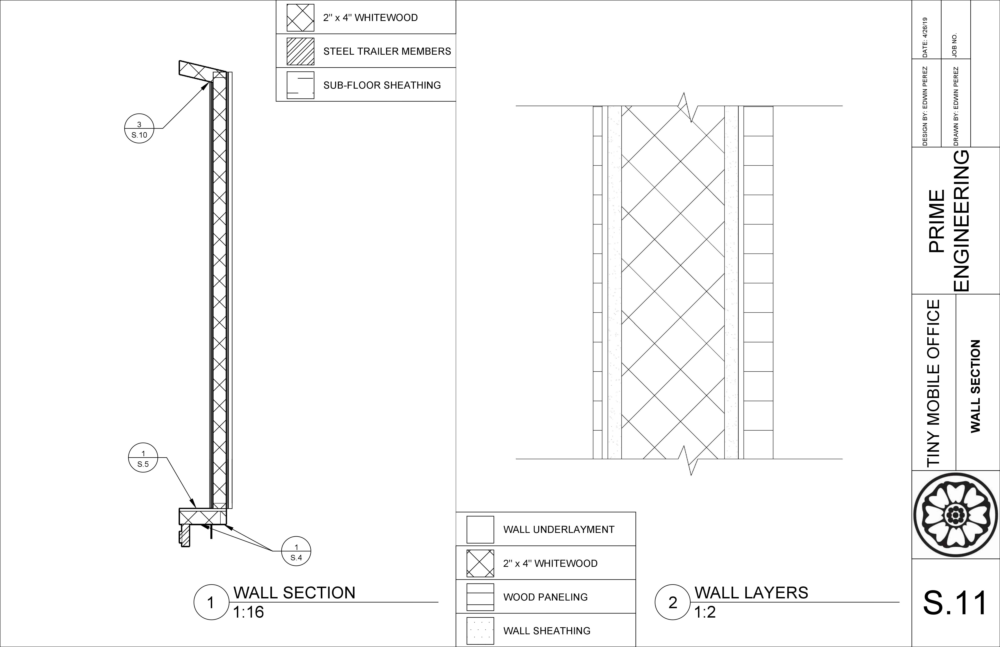 2" x 4" WHITEWOOD
STEEL TRAILER MEMBERS
SUB-FLOOR SHEATHING
3
S.10
1
S.5
1
S.4
1
WALL SECTION
1:16
WALL UNDERLAYMENT
2" x 4" WHITEWOOD
WOOD PANELING
WALL SHEATHING
2
WALL LAYERS
1:2
DATE: 4/26/19
JOB NO.
DESIGN BY: EDWIN PEREZ
DRAWN BY: EDWIN PEREZ
PRIME
ENGINEERING
TINY MOBILE OFFICE
WALL SECTION
S.11